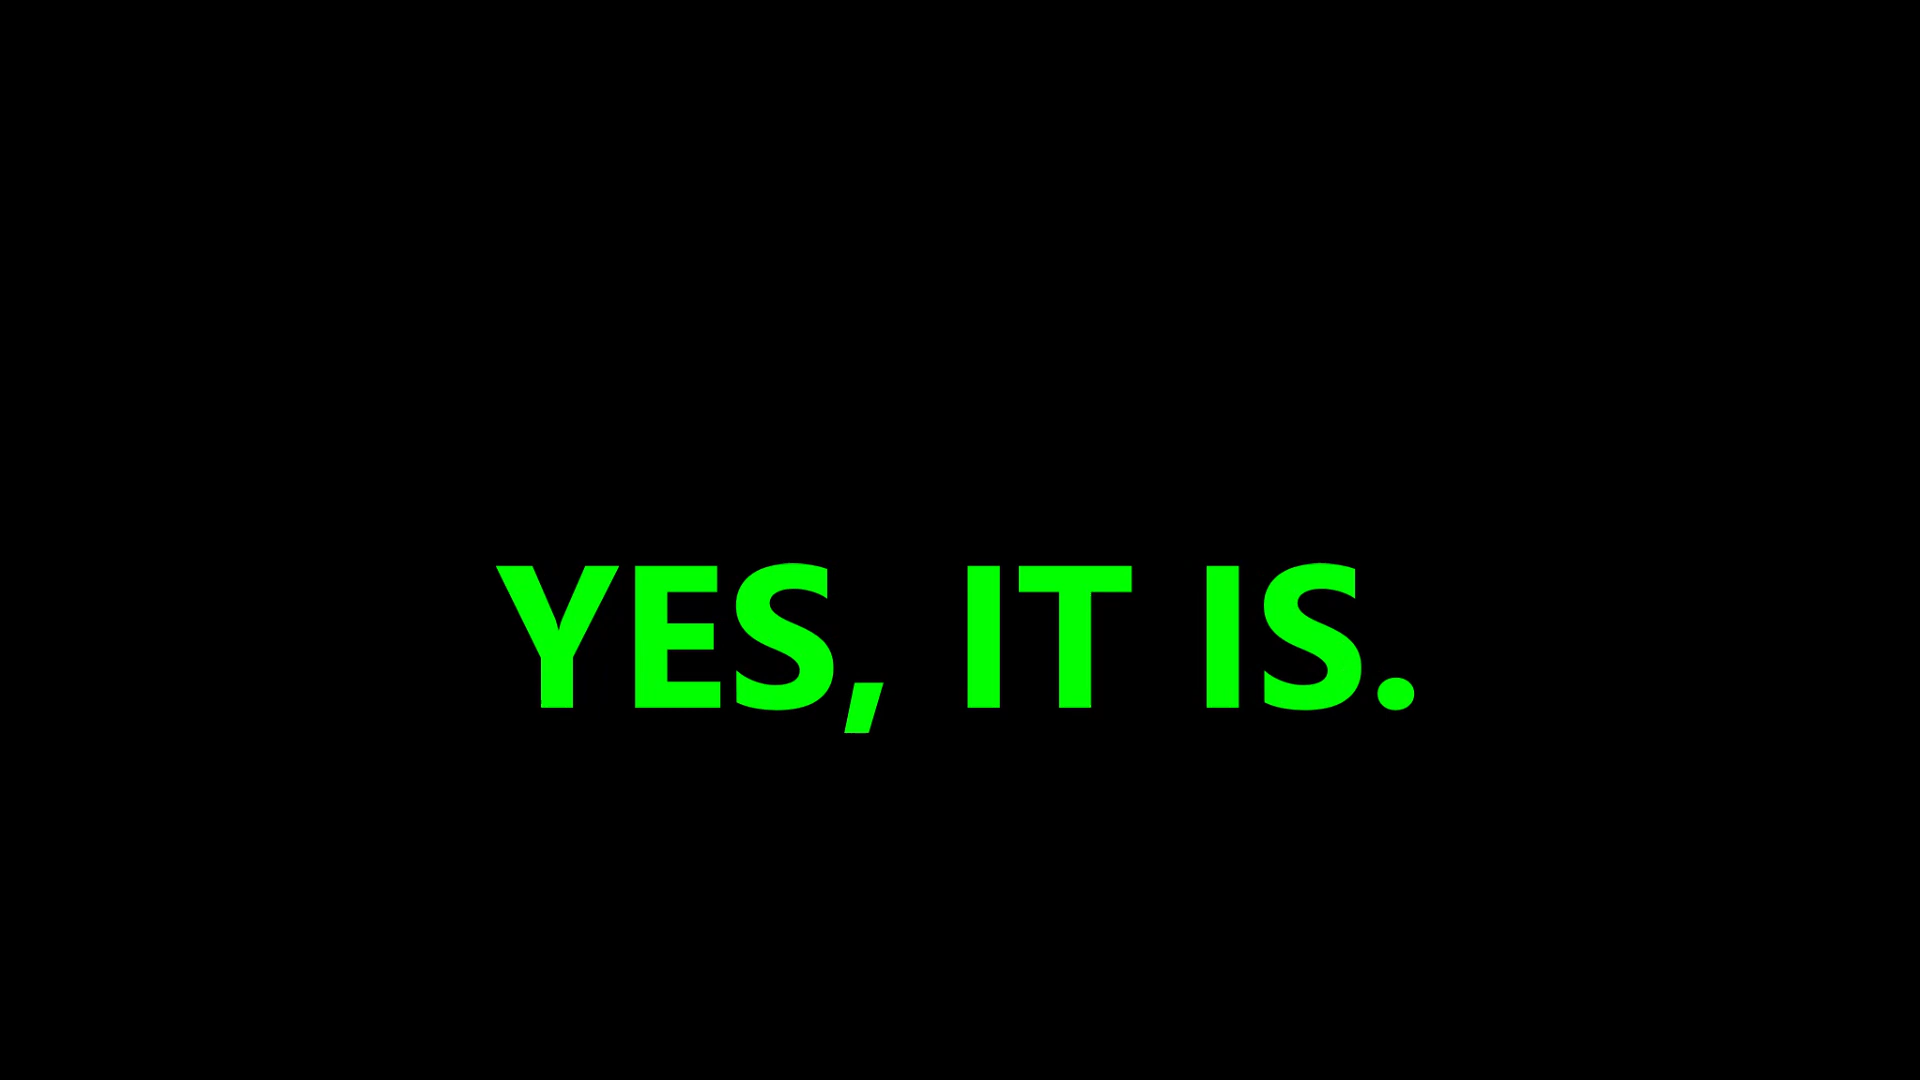 YES, IT IS.